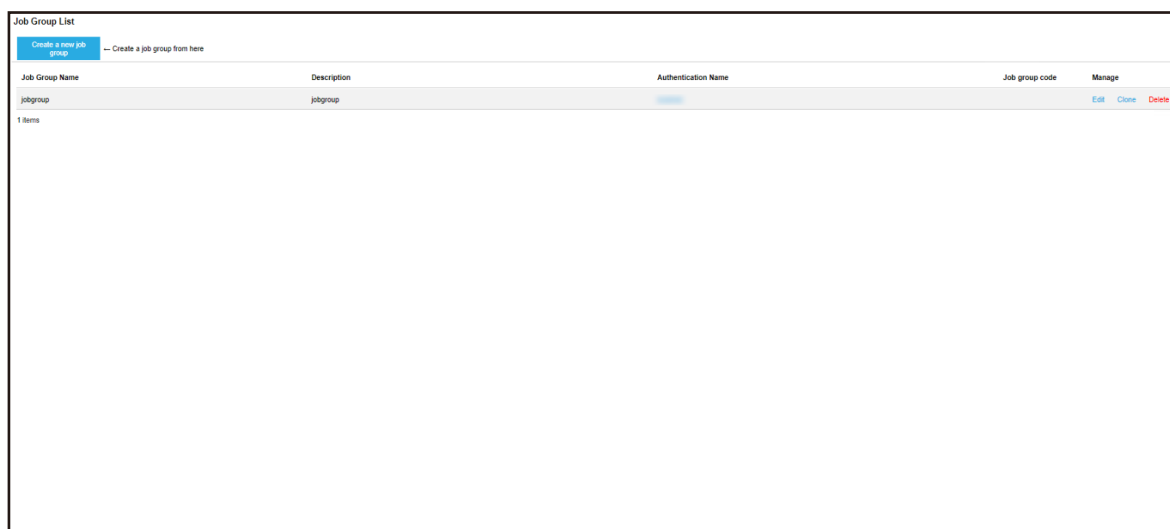 Job Group List
Create a new job
group
← Create a job group from here
Job Group Name Description Authentication Name Job group code Manage
jobgroup jobgroup Edit Clone Delete
1 items